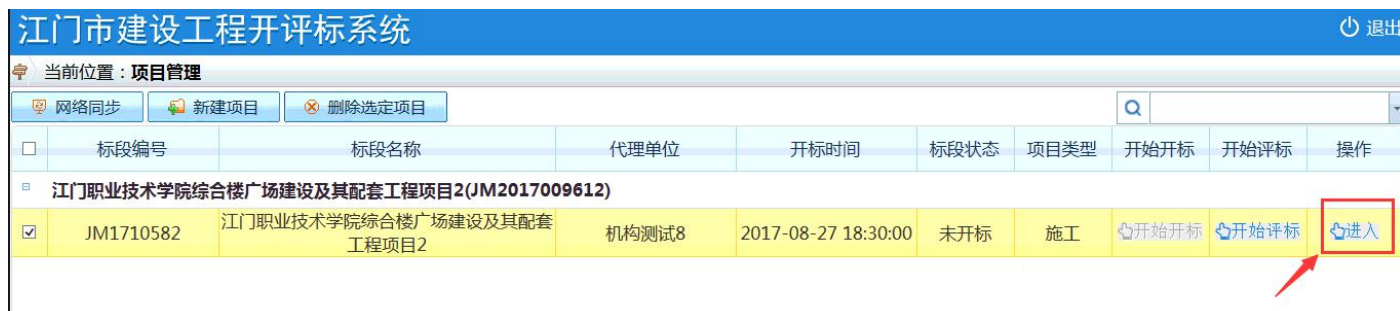 江门市建设工程开评标系统
退出
当前位置：项目管理
网络同步 新建项目 删除选定项目
标段编号 标段名称 代理单位 开标时间 标段状态 项目类型 开始开标 开始评标 操作
江门职业技术学院综合楼广场建设及其配套工程项目2(JM2017009612)
JM1710582 江门职业技术学院综合楼广场建设及其配套 机构测试8 2017-08-27 18:30:00 未开标 施工 开始开标 开始评标 进入
工程项目2